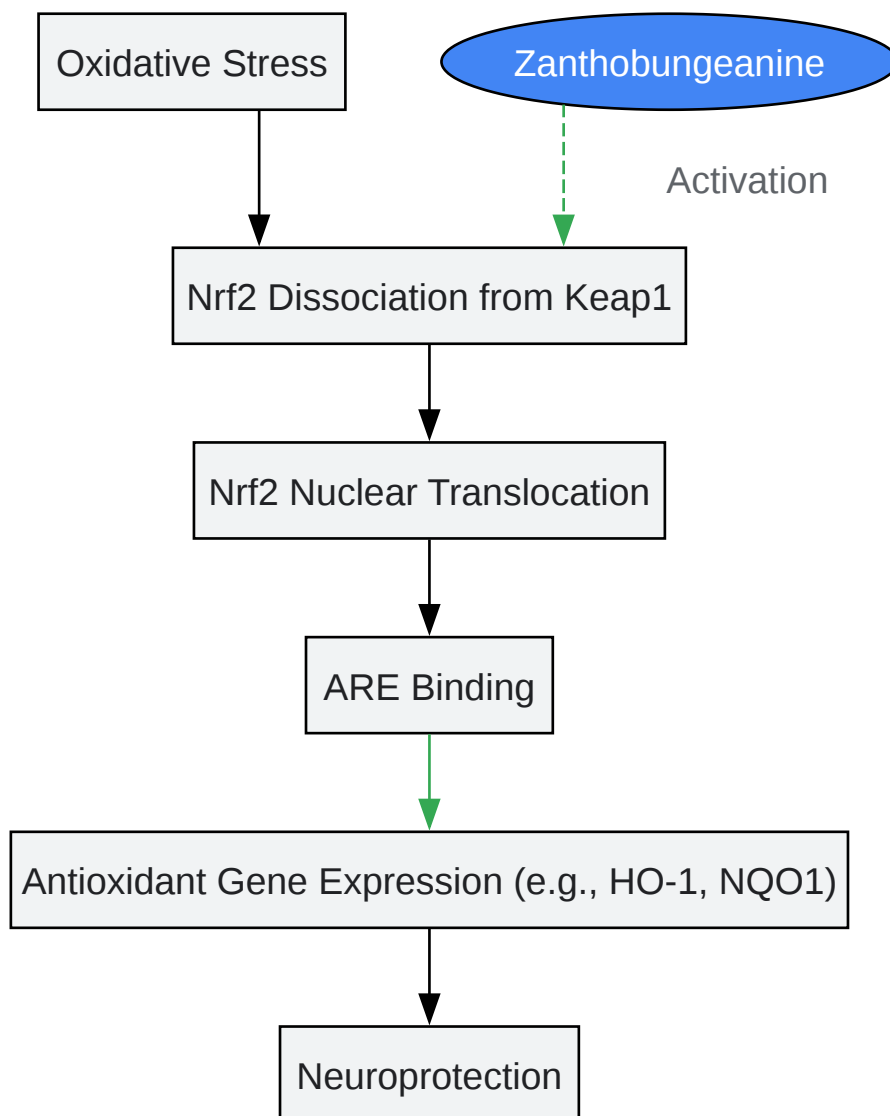 Oxidative Stress
Zanthobungeanine
Activation
Nrf2 Dissociation from Keap1
Nrf2 Nuclear Translocation
ARE Binding
Antioxidant Gene Expression (e.g., HO-1, NQO1)
Neuroprotection